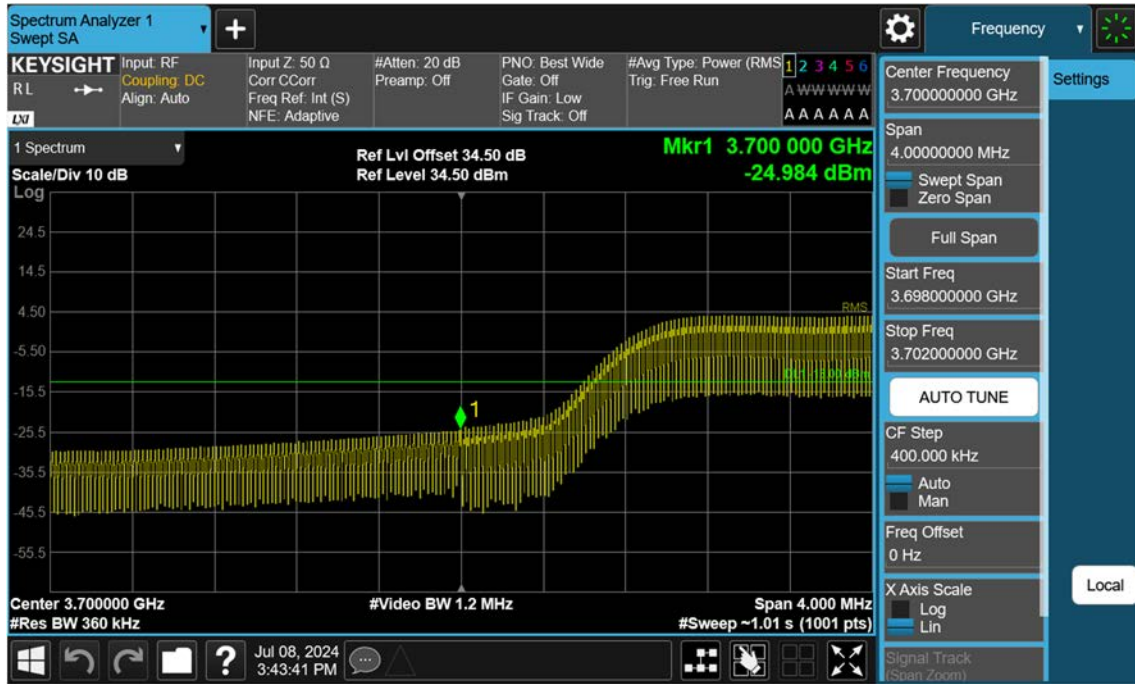 Spectrum Analyzer 1
Swept SA
+
Frequency
KEYSIGHT
RL
LXI
Input: RF
Coupling: DC
Align: Auto
Input Z: 50 Ω
Corr CCorr
Freq Ref: Int (S)
NFE: Adaptive
#Atten: 20 dB
Preamp: Off
PNO: Best Wide
Gate: Off
IF Gain: Low
Sig Track: Off
#Avg Type: Power (RMS
Trig: Free Run
1 2 3 4 5 6
A W W W W W
A A A A A A
1 Spectrum
Scale/Div 10 dB
Ref Lvl Offset 34.50 dB
Ref Level 34.50 dBm
Mkr1 3.700 000 GHz
-24.984 dBm
Log
24.5
14.5
4.50
-5.50
-15.5
-25.5
-35.5
-45.5
-55.5
RMS
DL1 -13.00 dBm
1
Center 3.700000 GHz
#Video BW 1.2 MHz
Span 4.000 MHz
#Res BW 360 kHz
#Sweep ~1.01 s (1001 pts)
Center Frequency
3.700000000 GHz
Settings
Span
4.00000000 MHz
Swept Span
Zero Span
Full Span
Start Freq
3.698000000 GHz
Stop Freq
3.702000000 GHz
AUTO TUNE
CF Step
400.000 kHz
Auto
Man
Freq Offset
0 Hz
X Axis Scale
Log
Lin
Local
Signal Track
(Span Zoom)
?
Jul 08, 2024
3:43:41 PM